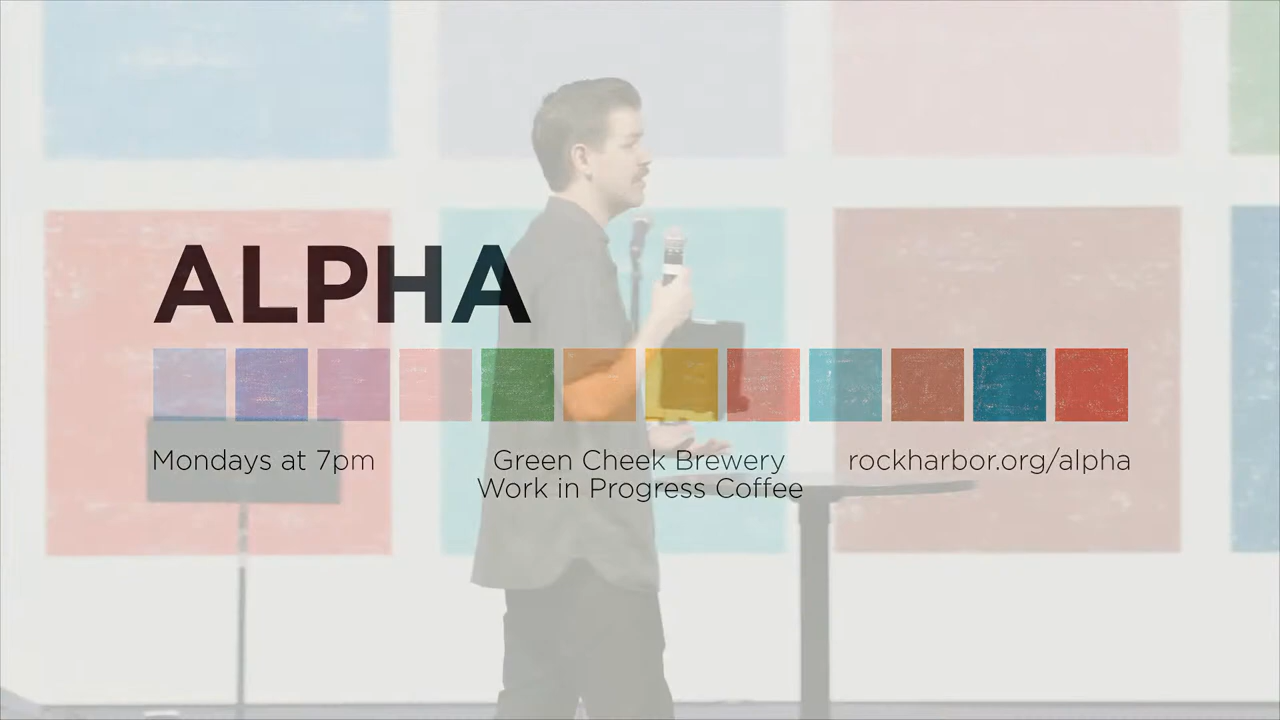 ALPHA
Mondays at 7pm
Green Cheek Brewery
Work in Progress Coffee
rockharbor.org/alpha